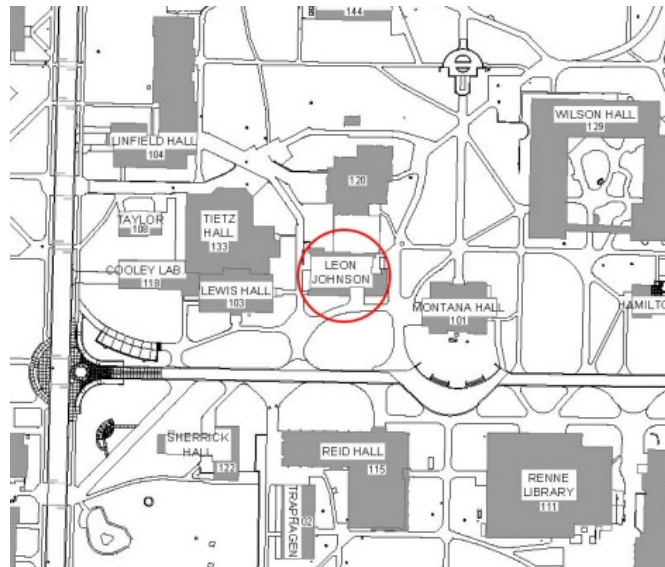 144
WILSON HALL
129
LINFIELD HALL
104
120
TAYLOR
108
TIETZ
HALL
133
LEON
JOHNSON
COOLEY LAB
118
LEWIS HALL
103
MONTANA HALL
101
HAMILTO
SHERRICK
HALL
122
REID HALL
115
RENNE
LIBRARY
111
TRAPHAGEN
102